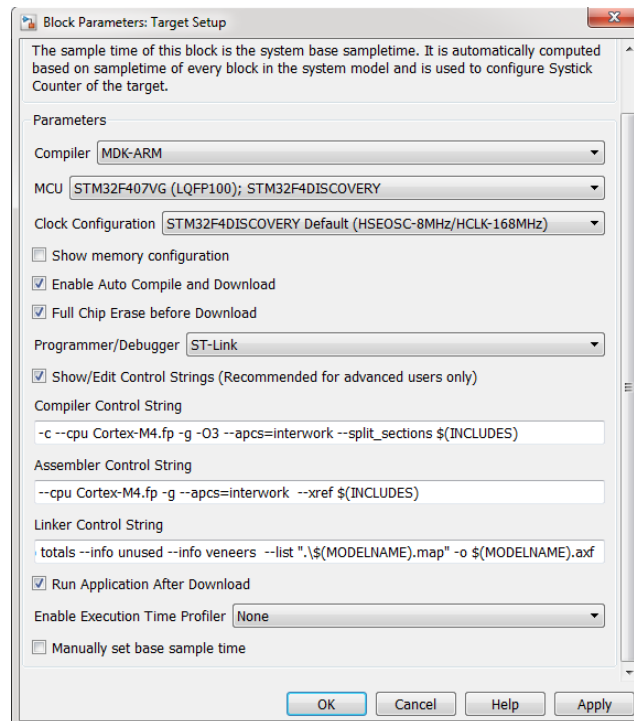 Block Parameters: Target Setup
The sample time of this block is the system base sampletime. It is automatically computed
based on sampletime of every block in the system model and is used to configure Systick
Counter of the target.
Parameters
Compiler MDK-ARM
MCU STM32F407VG (LQFP100); STM32F4DISCOVERY
Clock Configuration STM32F4DISCOVERY Default (HSEOSC-8MHz/HCLK-168MHz)
Show memory configuration
Enable Auto Compile and Download
Full Chip Erase before Download
Programmer/Debugger ST-Link
Show/Edit Control Strings (Recommended for advanced users only)
Compiler Control String
-c --cpu Cortex-M4.fp -g -O3 --apcs=interwork --split_sections $(INCLUDES)
Assembler Control String
--cpu Cortex-M4.fp -g --apcs=interwork --xref $(INCLUDES)
Linker Control String
totals --info unused --info veneers --list ".\$(MODELNAME).map" -o $(MODELNAME).axf
Run Application After Download
Enable Execution Time Profiler None
Manually set base sample time
OK Cancel Help Apply